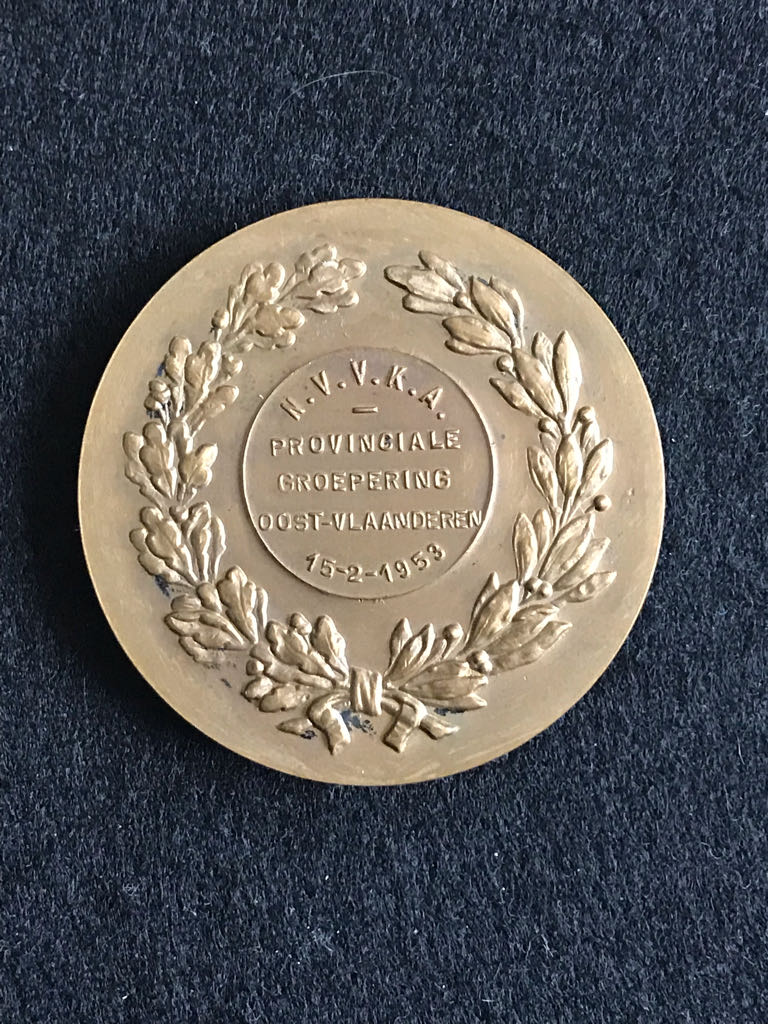 N.V.V.K.A.
–
PROVINCIALE
GROEPERING
OOST-VLAANDEREN
15-2-1953